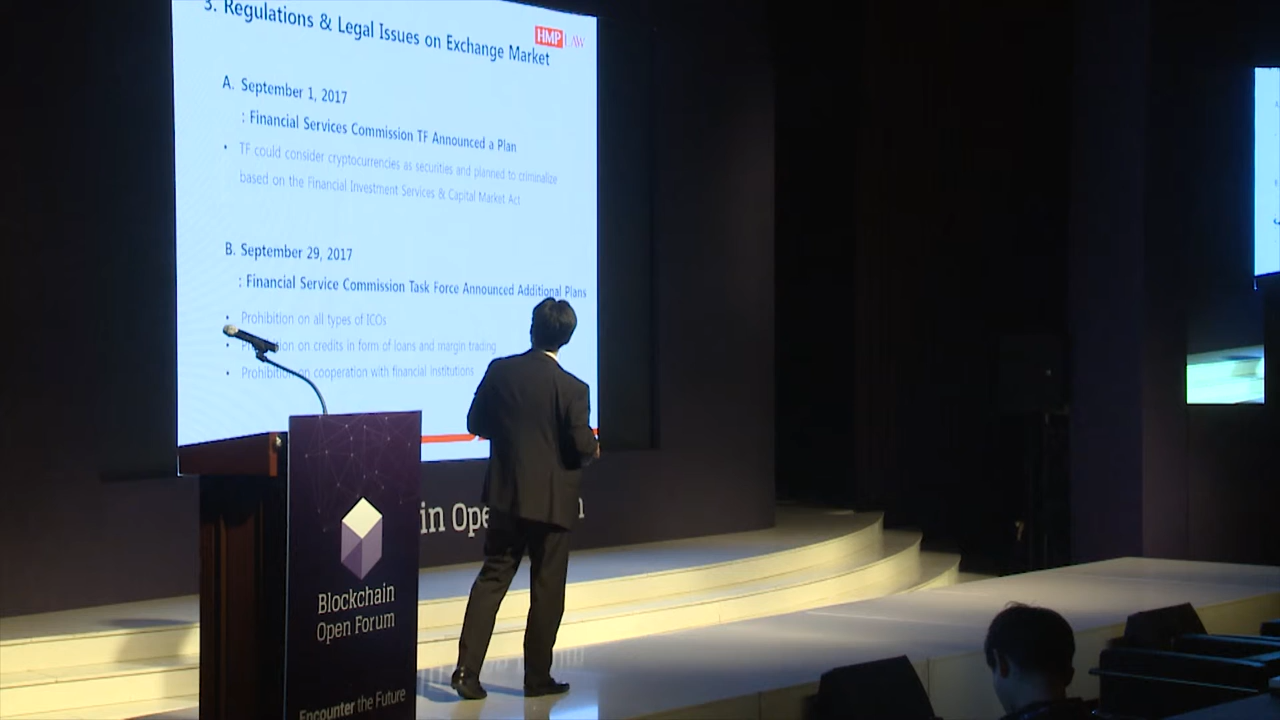 3. Regulations & Legal Issues on Exchange Market
HMP LAW
A. September 1, 2017
: Financial Services Commission TF Announced a Plan
• TF could consider cryptocurrencies as securities and planned to criminalize
based on the Financial Investment Services & Capital Market Act
B. September 29, 2017
: Financial Service Commission Task Force Announced Additional Plans
• Prohibition on all types of ICOs
on credits in form of loans and margin trading
• Prohibition on cooperation with financial institutions
in Ope
Blockchain
Open Forum
Encounter the Future